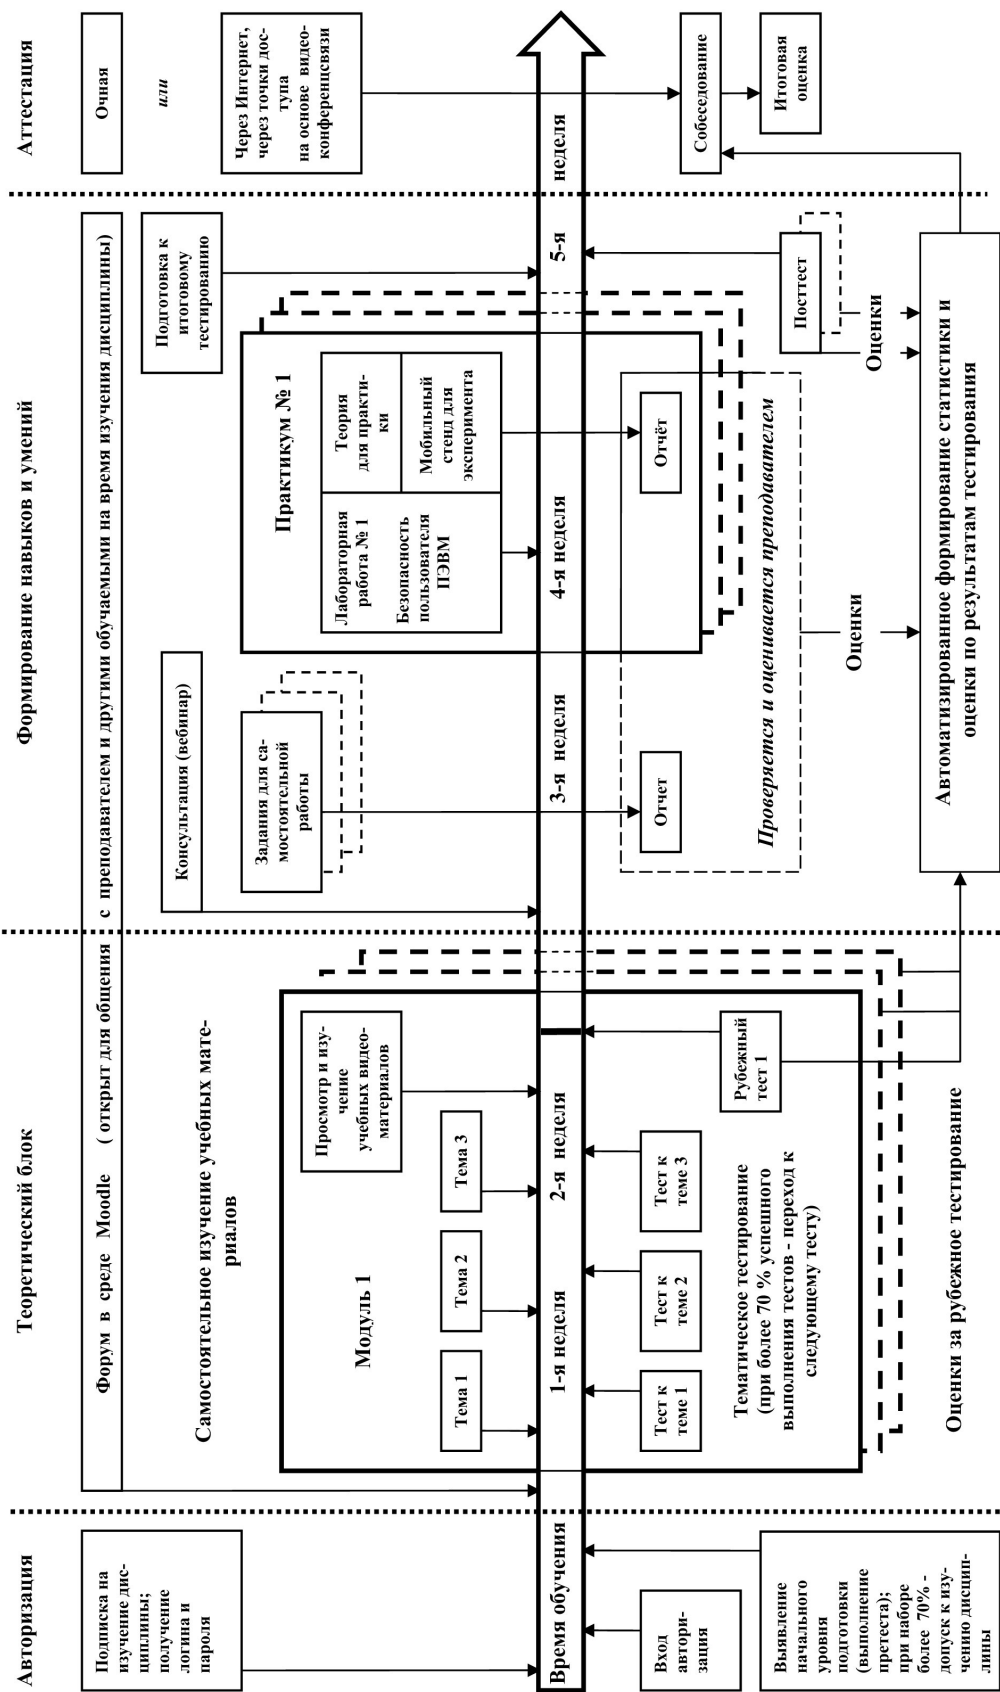 Авторизация
Подписка на
изучение дис-
циплины;
получение
логина и
пароля
Время обучения
Вход
автори-
зация
Выявление
начального
уровня
подготовки
(выполнение
претеста);
при наборе
более 70% -
допуск к изу-
чению дисцип-
лины
Теоретический блок
Форум в среде Moodle ( открыт для общения с преподавателем и другими обучаемыми на время изучения дисциплины)
Самостоятельное изучение учебных мате-
риалов
Модуль 1
Просмотр и изу-
чение
учебных видео-
материалов
Тема 1
Тема 2
Тема 3
1-я неделя
2-я неделя
Тест к
теме 1
Тест к
теме 2
Тест к
теме 3
Рубежный
тест 1
Тематическое тестирование
(при более 70 % успешного
выполнения тестов - переход к
следующему тесту)
Оценки за рубежное тестирование
Формирование навыков и умений
Консультация (вебинар)
Подготовка к
итоговому
тестированию
Задания для са-
мостоятельной
работы
Практикум № 1
Лабораторная
работа № 1
Безопасность
пользователя
ПЭВМ
Теория
для практи-
ки
Мобильный
стенд для
эксперимента
3-я неделя
4-я неделя
5-я неделя
Отчет
Отчёт
Проверяется и оценивается преподавателем
Посттест
Оценки
Оценки
Автоматизированное формирование статистики и
оценки по результатам тестирования
Аттестация
Очная
или
Через Интернет,
через точки дос-
тупа
на основе видео-
конференцсвязи
Собеседование
Итоговая
оценка